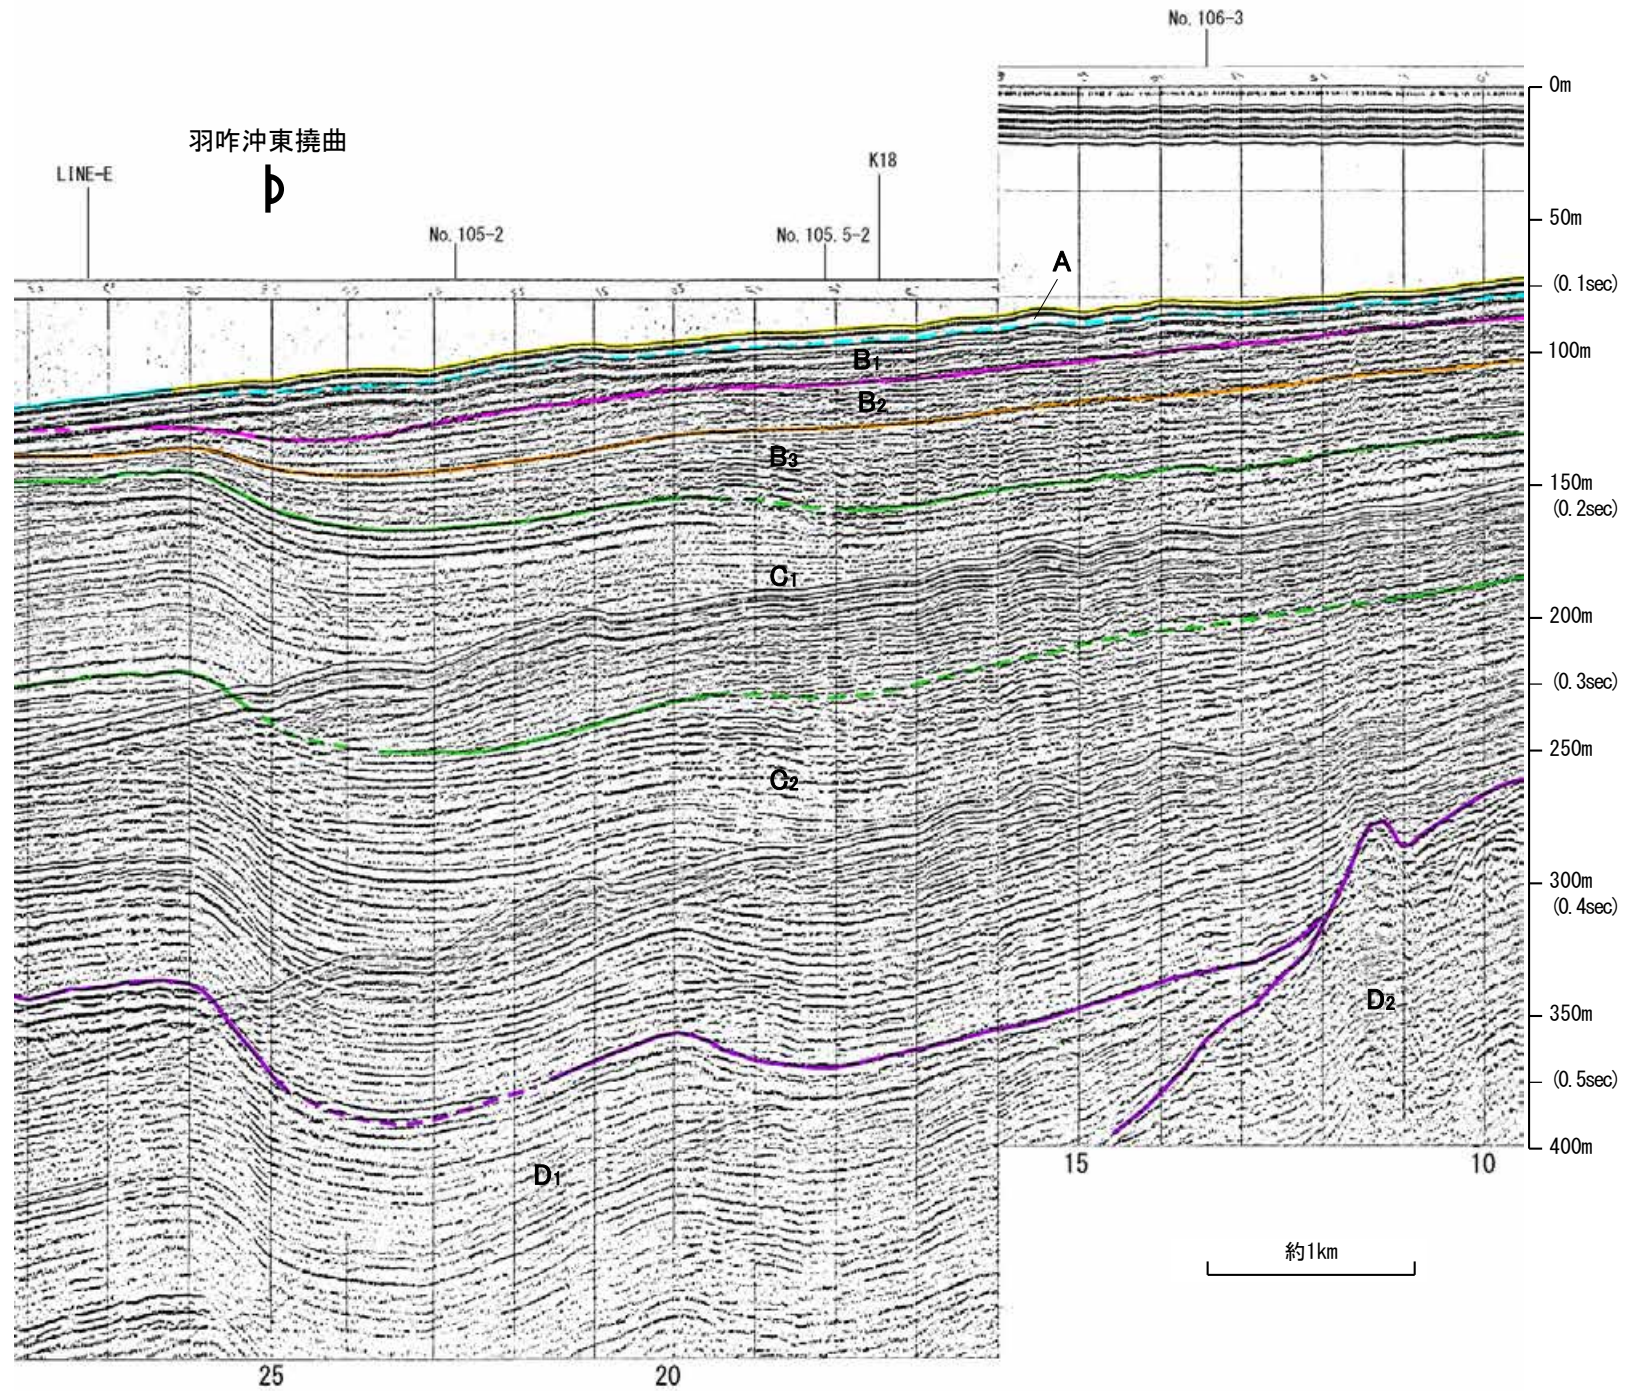 No. 106-3
0m
羽咋沖東撓曲
LINE-E
K18
No. 105-2
No. 105.5-2
50m
A
(0.1sec)
B1
100m
B2
B3
150m
(0.2sec)
C1
200m
(0.3sec)
250m
C2
300m
(0.4sec)
D2
350m
(0.5sec)
400m
D1
15
10
約1km
25
20